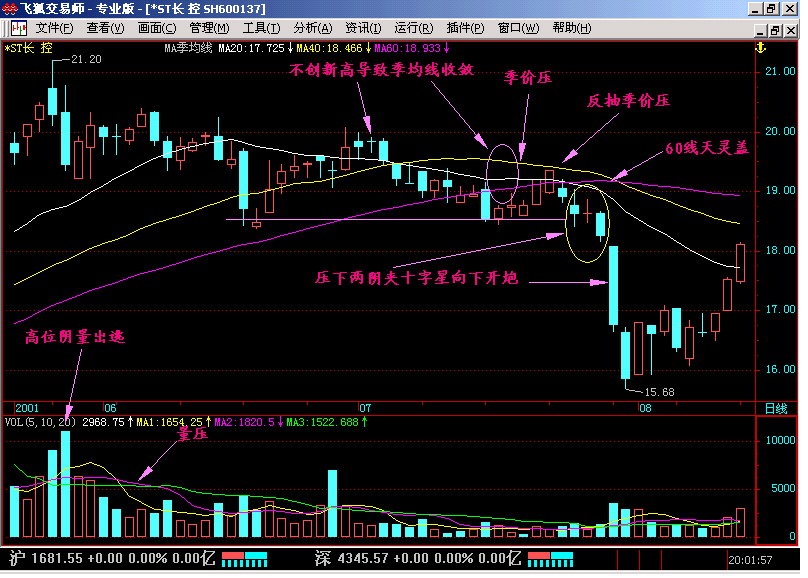 飞狐交易师 - 专业版 - [*ST长 控 SH600137]
文件(F) 查看(V) 画面(C) 管理(M) 工具(T) 分析(A) 资讯(I) 运行(R) 插件(P) 窗口(W) 帮助(H)
*ST长 控 MA季均线 MA20:17.725↓ MA40:18.466↓ MA60:18.933↓
21.20
21.00
不创新高导致季均线收敛
季价压
反抽季价压
20.00
60线天灵盖
19.00
18.00
压下两阴夹十字星向下开炮
17.00
高位阴量出逃
16.00
15.68
2001 06 07 08 日线
VOL(5,10,20) 2968.75↑ MA1:1654.25↑ MA2:1820.5↓ MA3:1522.688↑
量压
10000
5000
0
沪 1681.55 +0.00 0.00% 0.00亿 深 4345.57 +0.00 0.00% 0.00亿 20:01:57